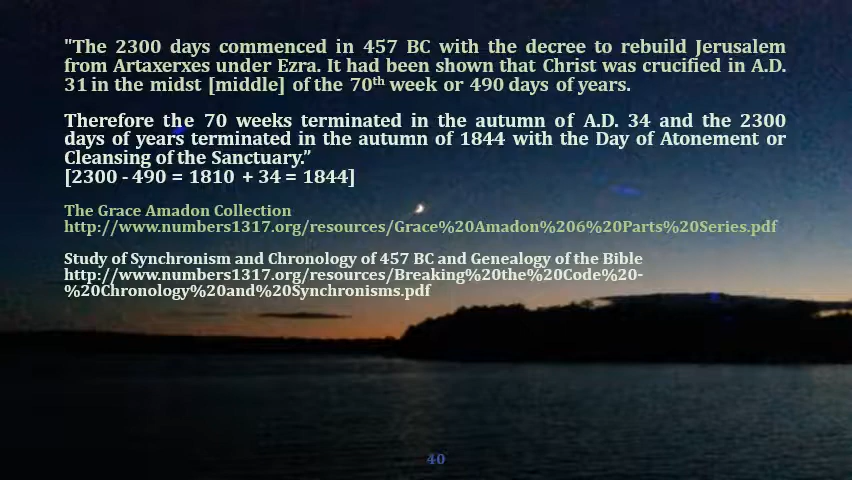 "The 2300 days commenced in 457 BC with the decree to rebuild Jerusalem
from Artaxerxes under Ezra. It had been shown that Christ was crucified in A.D.
31 in the midst [middle] of the 70th week or 490 days of years.
Therefore the 70 weeks terminated in the autumn of A.D. 34 and the 2300
days of years terminated in the autumn of 1844 with the Day of Atonement or
Cleansing of the Sanctuary."
[2300 - 490 = 1810 + 34 = 1844]
The Grace Amadon Collection
http://www.numbers1317.org/resources/Grace%20Amadon%206%20Parts%20Series.pdf
Study of Synchronism and Chronology of 457 BC and Genealogy of the Bible
http://www.numbers1317.org/resources/Breaking%20the%20Code%20-
%20Chronology%20and%20Synchronisms.pdf
40